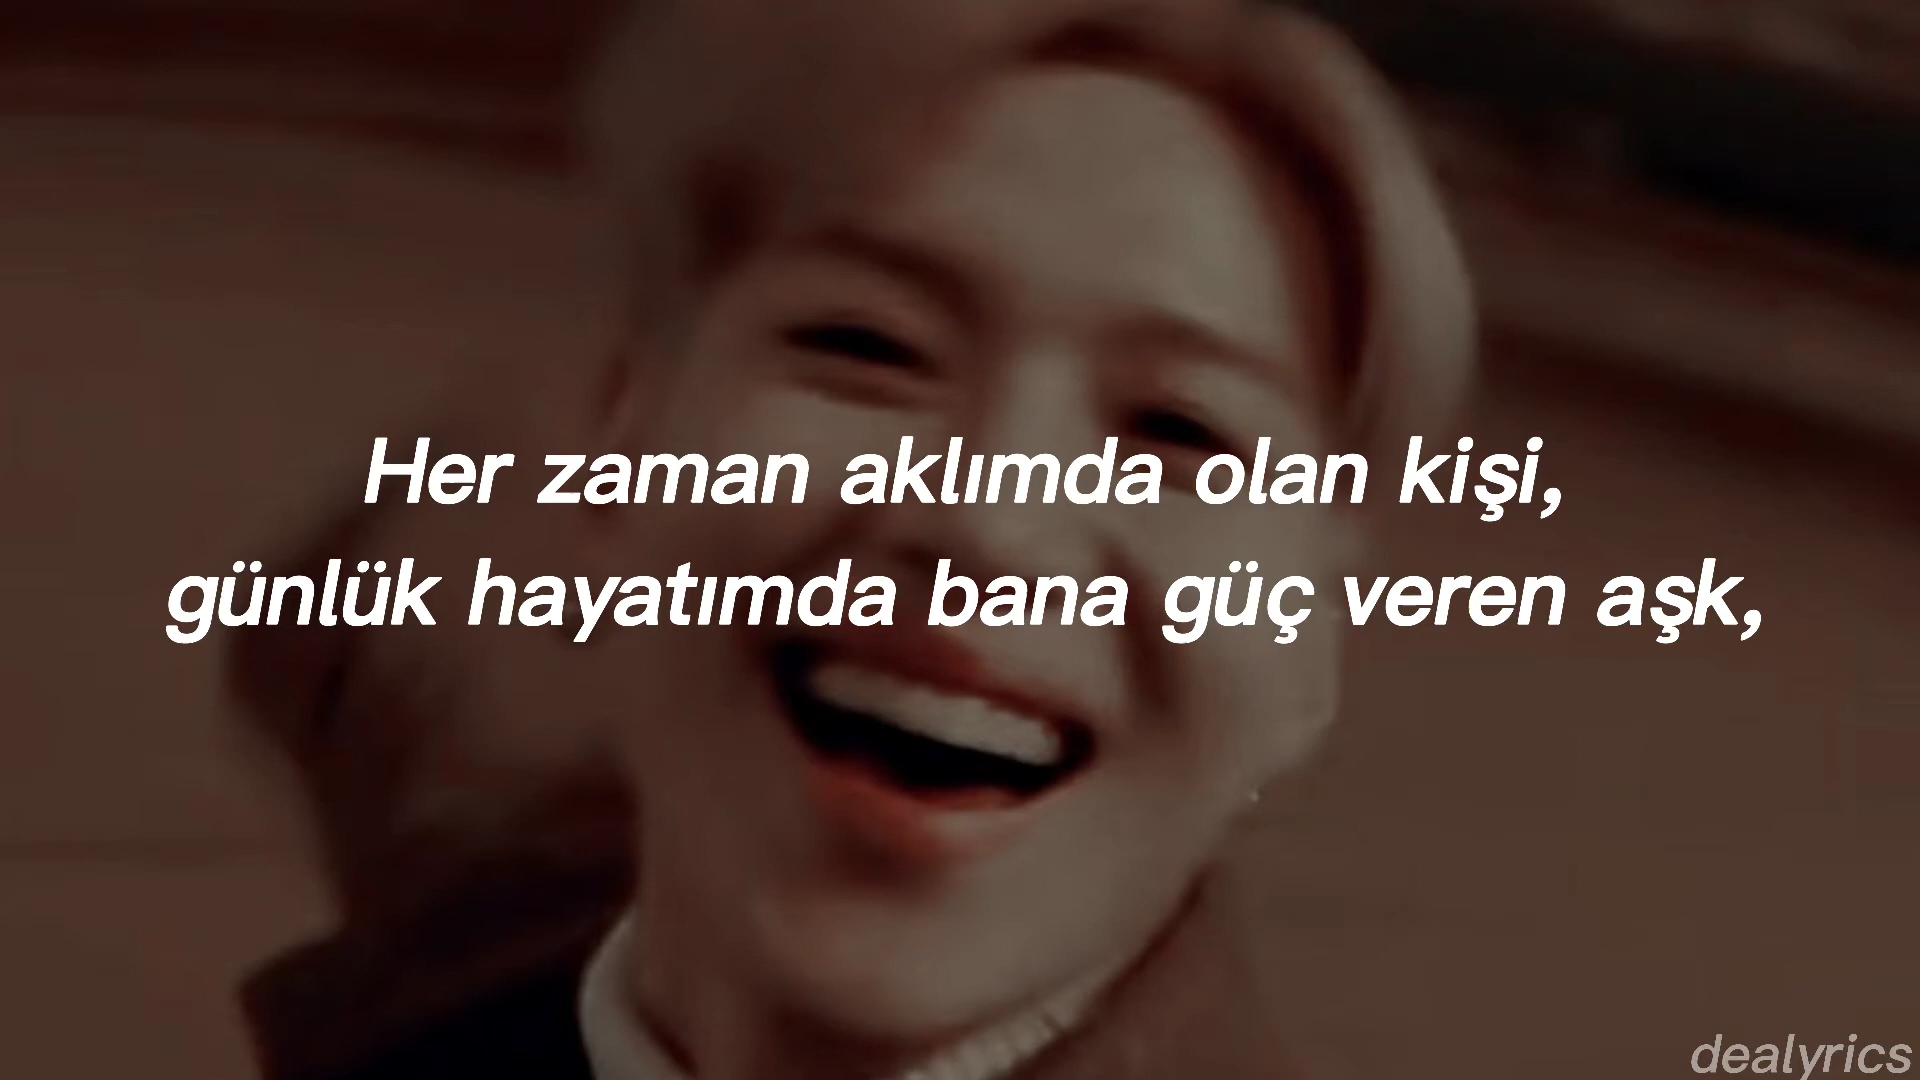 Her zaman aklımda olan kişi,
günlük hayatımda bana güç veren aşk,
dealyrics